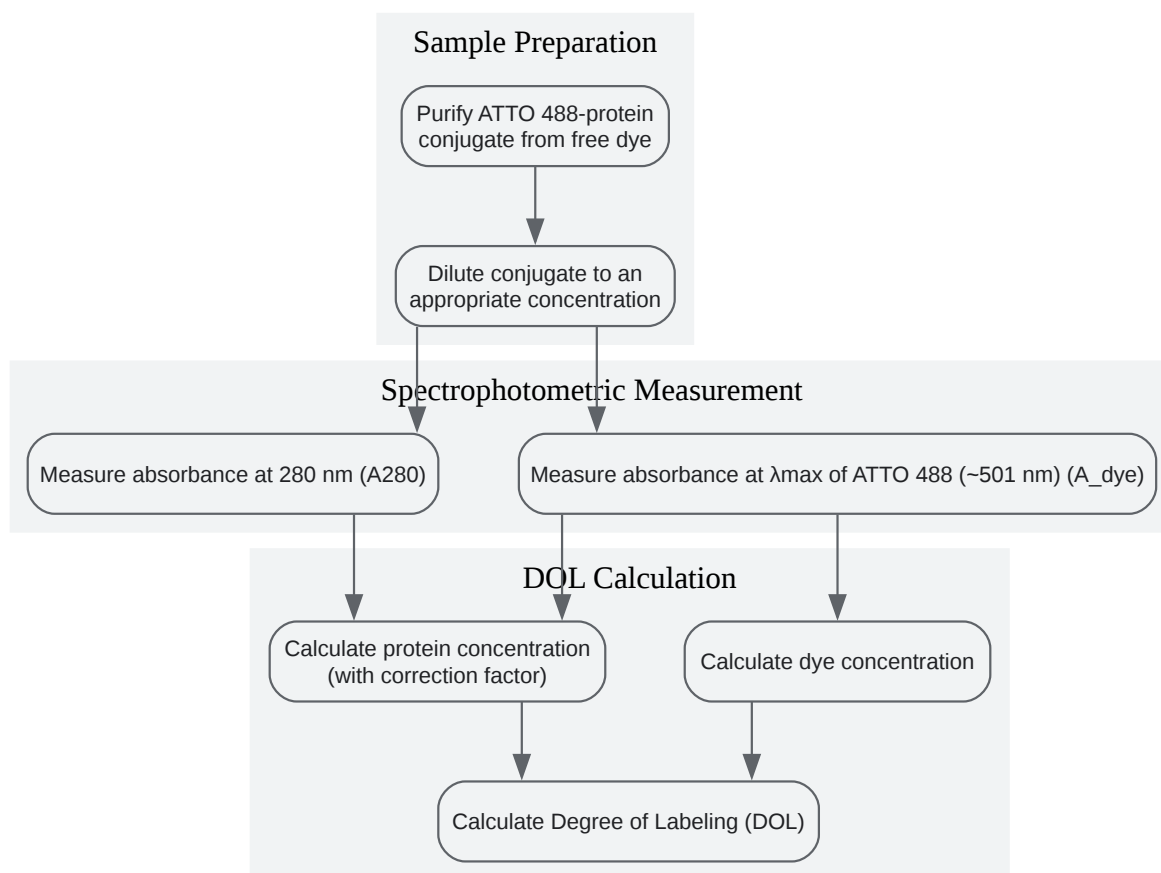 Sample Preparation
Purify ATTO 488-protein
conjugate from free dye
Dilute conjugate to an
appropriate concentration
Spectrophotometric Measurement
Measure absorbance at 280 nm (A280)
Measure absorbance at λmax of ATTO 488 (~501 nm) (A_dye)
DOL Calculation
Calculate protein concentration
(with correction factor)
Calculate dye concentration
Calculate Degree of Labeling (DOL)